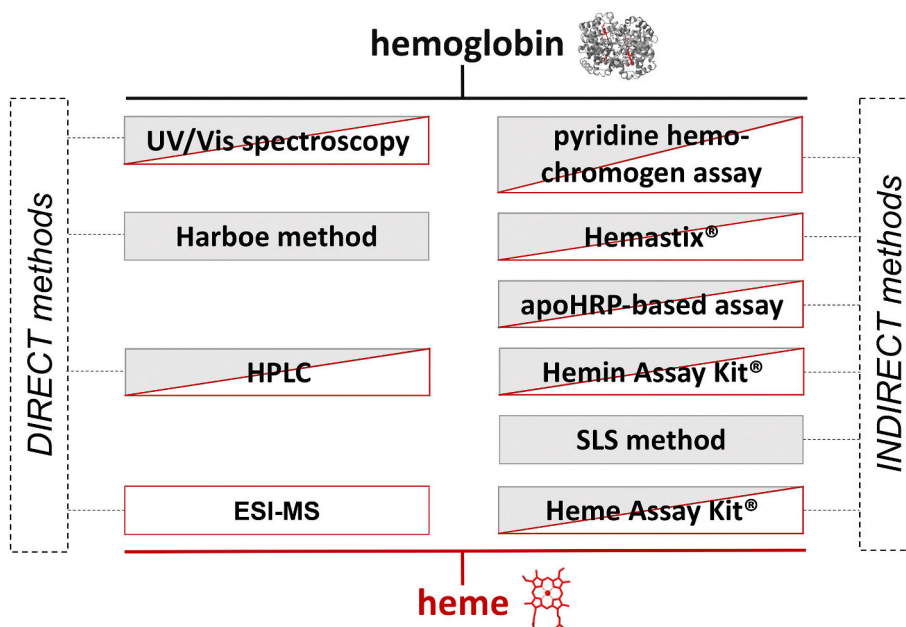 hemoglobin
DIRECT methods
UV/Vis spectroscopy
Harboe method
HPLC
ESI-MS
pyridine hemo-
chromogen assay
Hemastix®
apoHRP-based assay
Hemin Assay Kit®
SLS method
Heme Assay Kit®
INDIRECT methods
heme